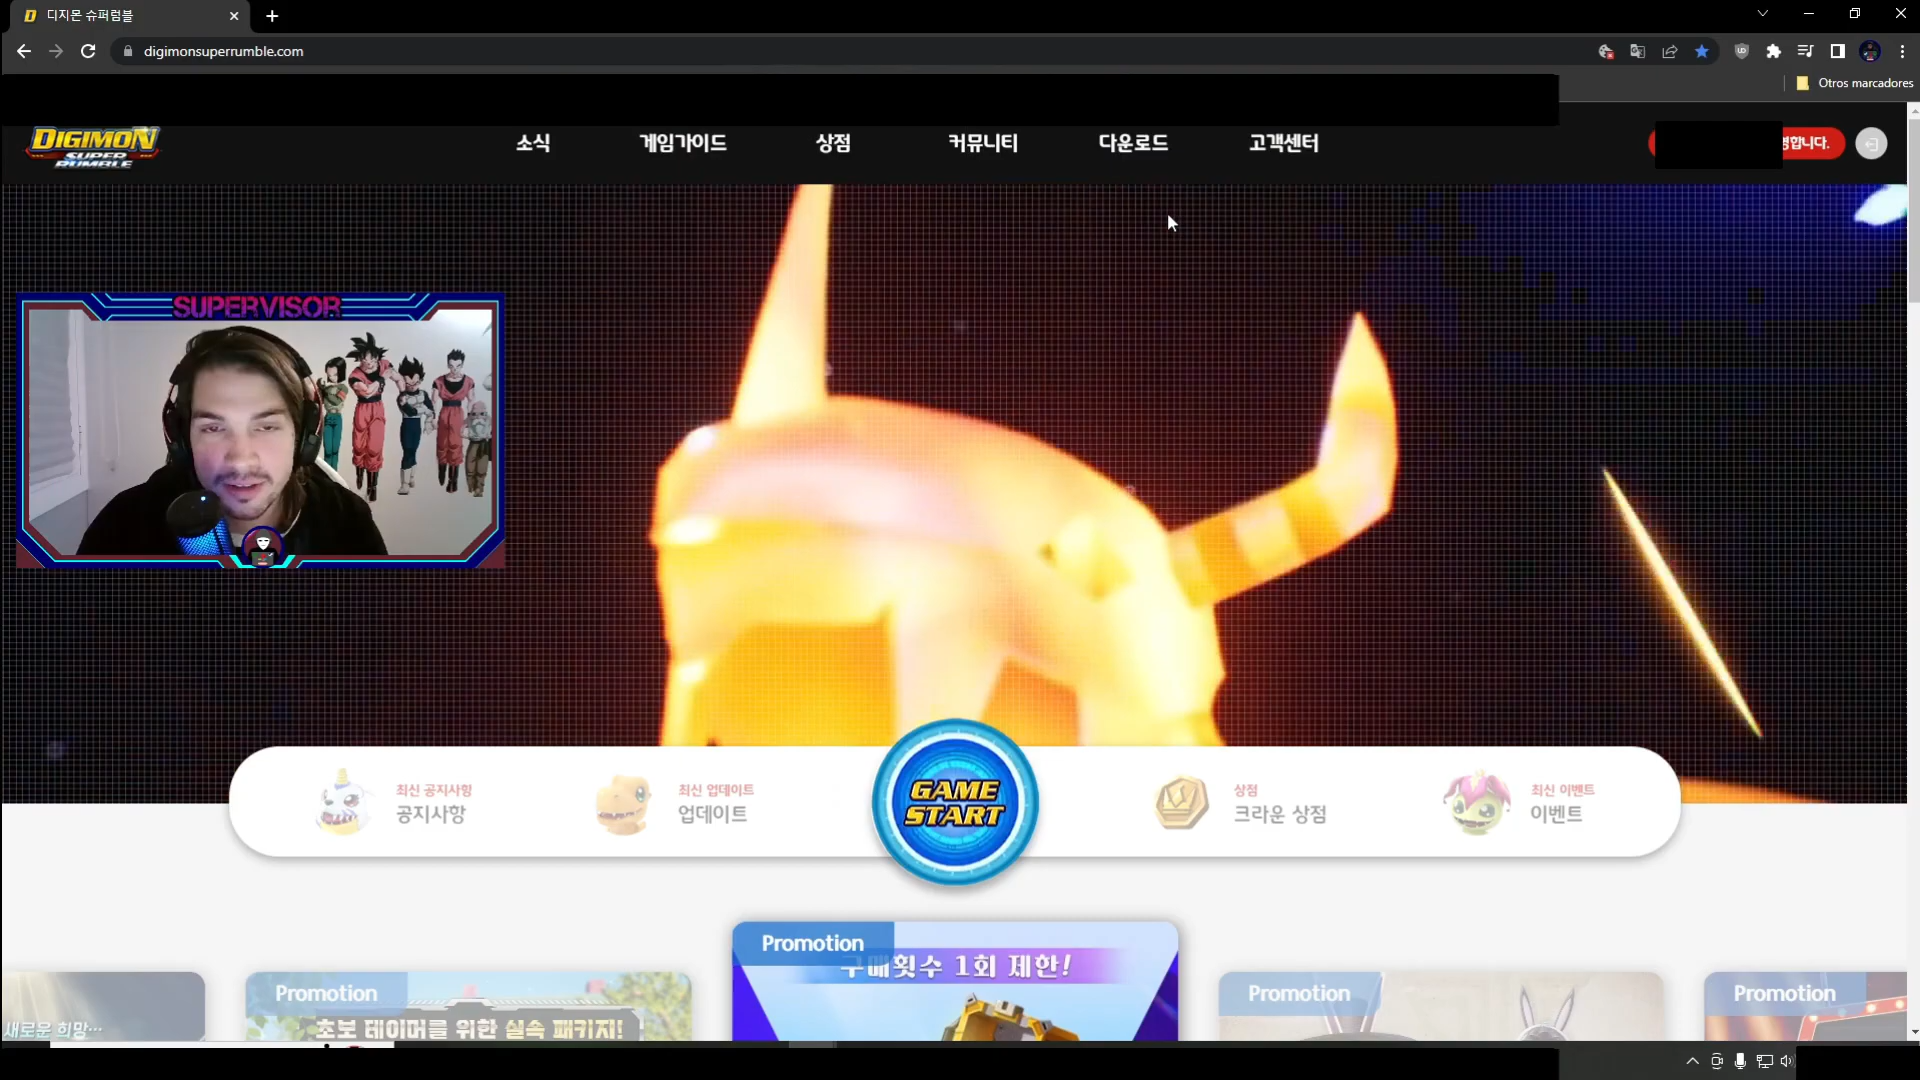 디지몬 슈퍼럼블
digimonsuperrumble.com
Otros marcadores
DIGIMON
SUPER
RUMBLE
소식
게임가이드
상점
커뮤니티
다운로드
고객센터
영합니다.
SUPERVISOR
최신 공지사항
공지사항
최신 업데이트
업데이트
GAME
START
상점
크라운 상점
최신 이벤트
이벤트
새로운 희망...
Promotion
초보 테이머를 위한 실속 패키지!
Promotion
구매횟수 1회 제한!
Promotion
Promotion